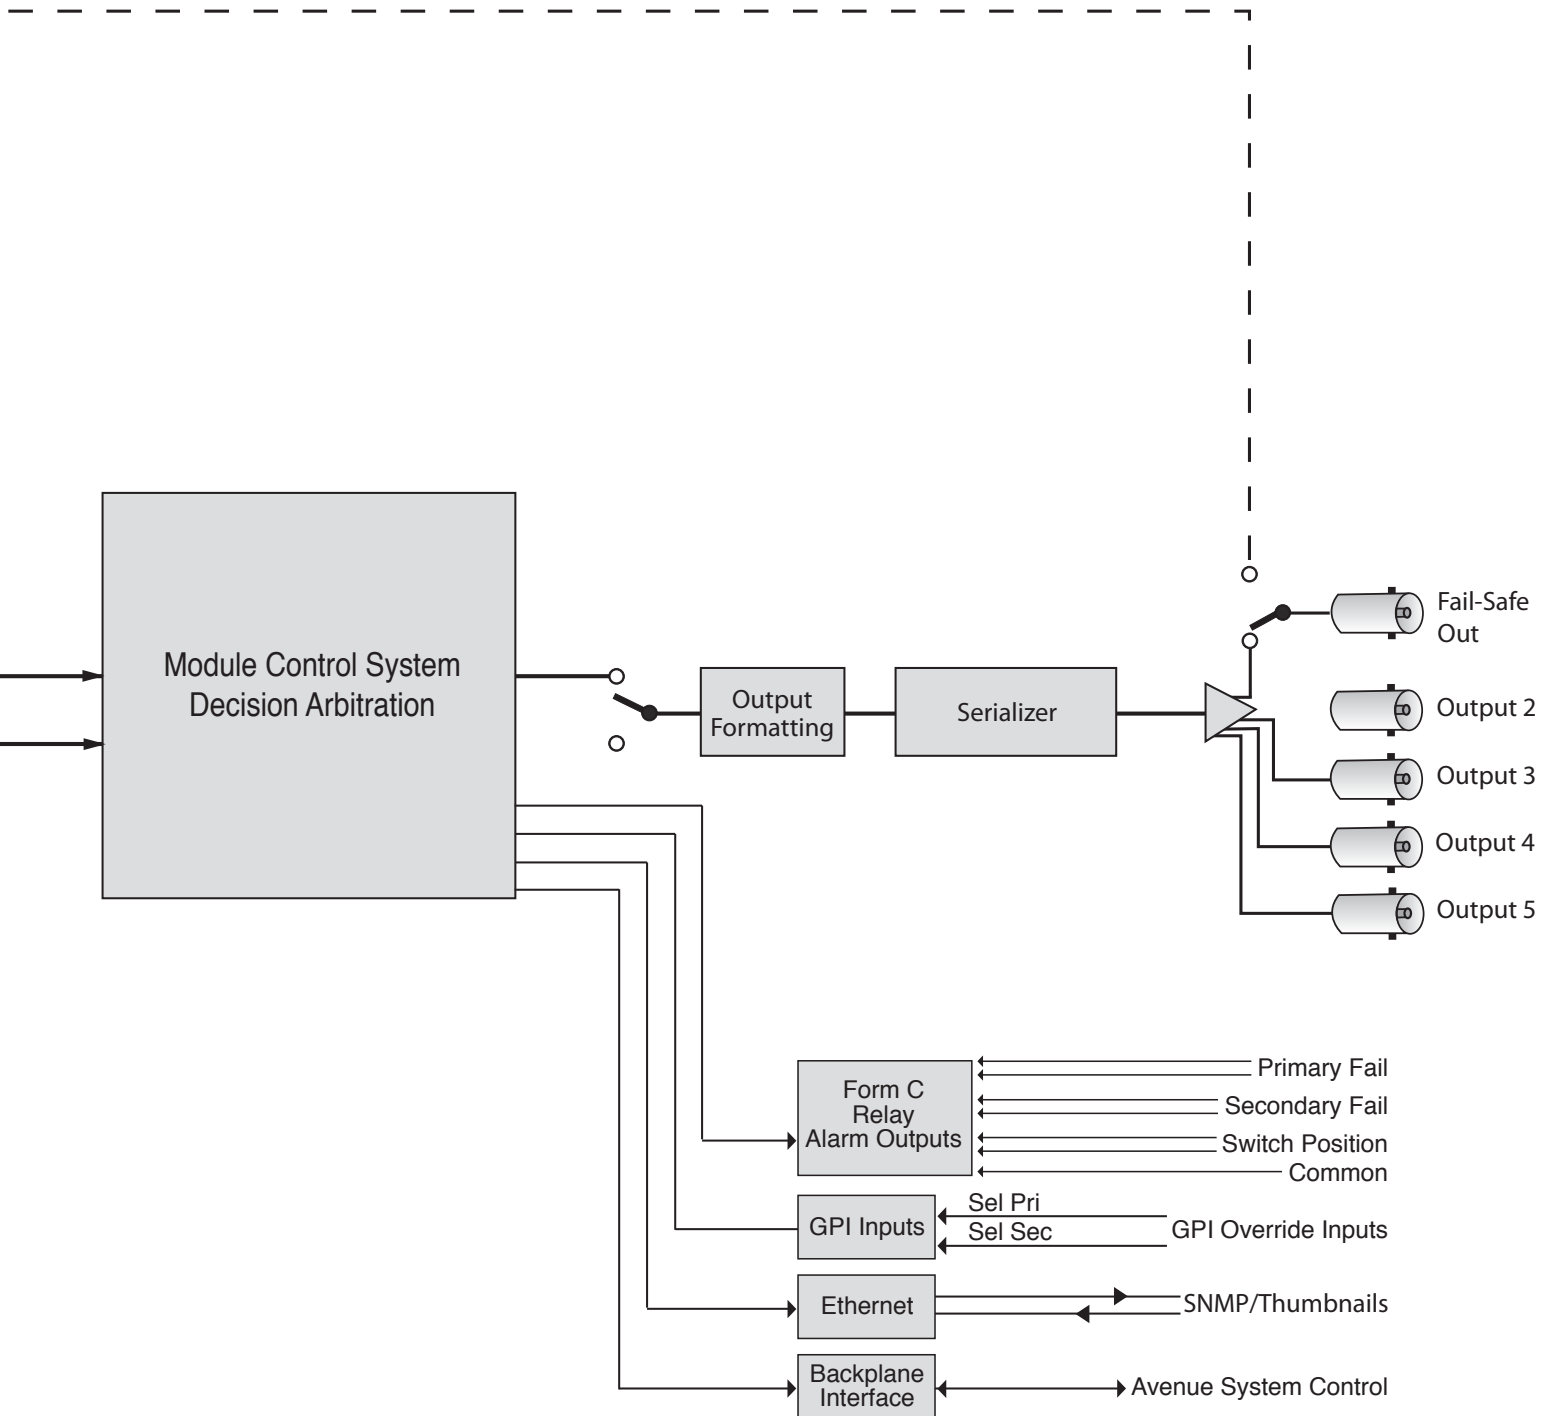 Module Control System
Decision Arbitration
Output
Formatting
Serializer
Fail-Safe
Out
Output 2
Output 3
Output 4
Output 5
Form C
Relay
Alarm Outputs
Primary Fail
Secondary Fail
Switch Position
Common
GPI Inputs
Sel Pri
Sel Sec
GPI Override Inputs
Ethernet
SNMP/Thumbnails
Backplane
Interface
Avenue System Control